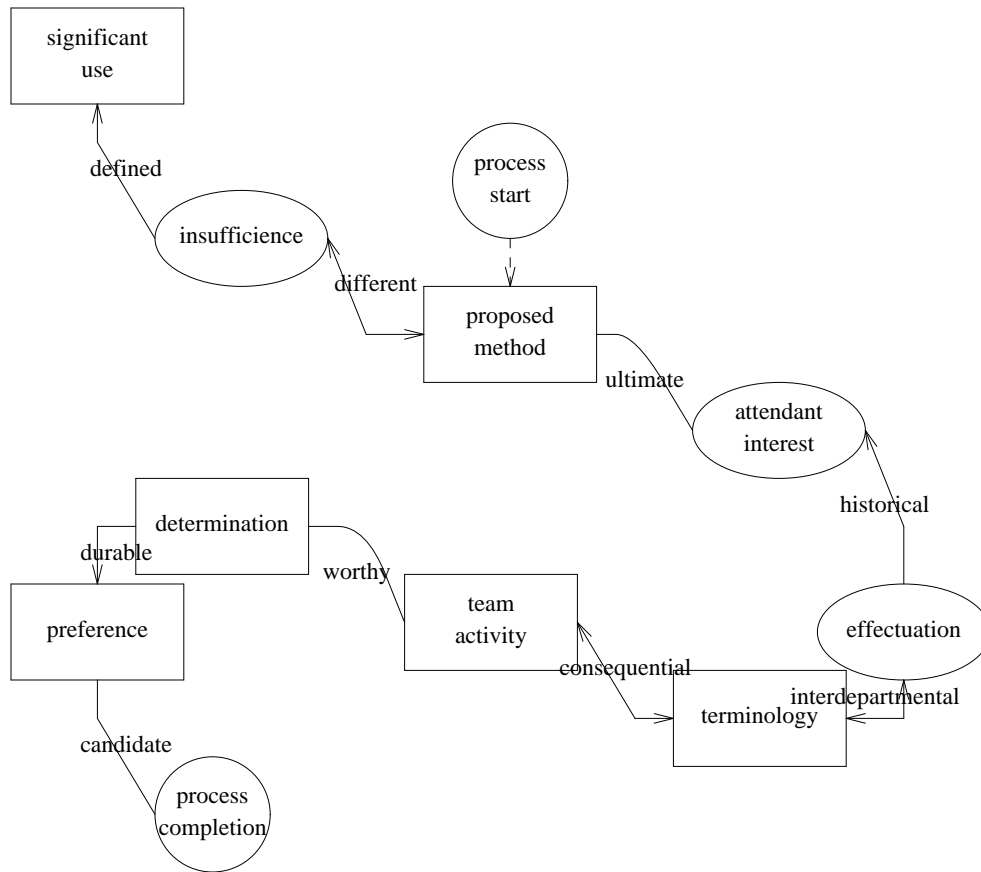 significant
use
defined
process
start
insufficience
different
proposed
method
ultimate
attendant
interest
historical
determination
durable
worthy
team
activity
preference
effectuation
consequential
interdepartmental
terminology
candidate
process
completion